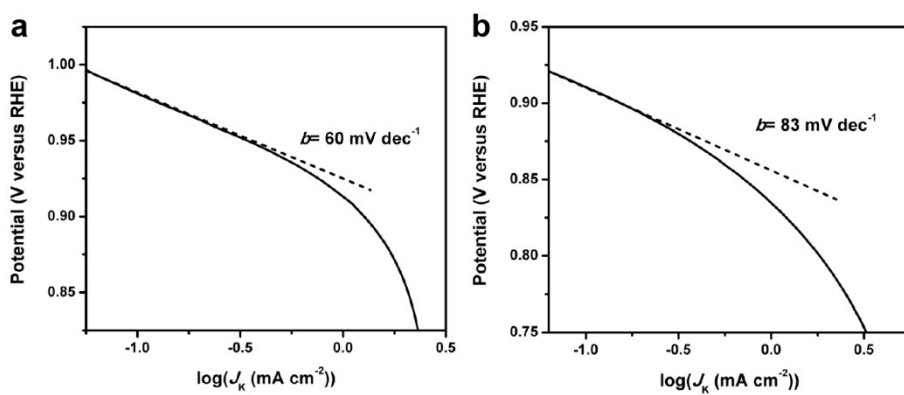 a
Potential (V versus RHE)
1.00
0.95
0.90
0.85
b= 60 mV dec⁻¹
-1.0
-0.5
0.0
0.5
log(Jₖ (mA cm⁻²))
b
Potential (V versus RHE)
0.95
0.90
0.85
0.80
0.75
b= 83 mV dec⁻¹
-1.0
-0.5
0.0
0.5
log(Jₖ (mA cm⁻²))